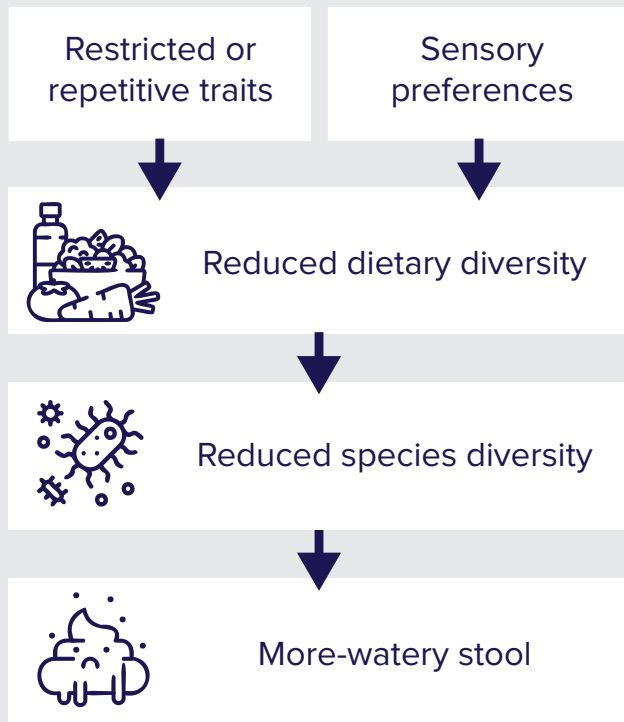 Restricted or
repetitive traits
Sensory
preferences
Reduced dietary diversity
Reduced species diversity
More-watery stool